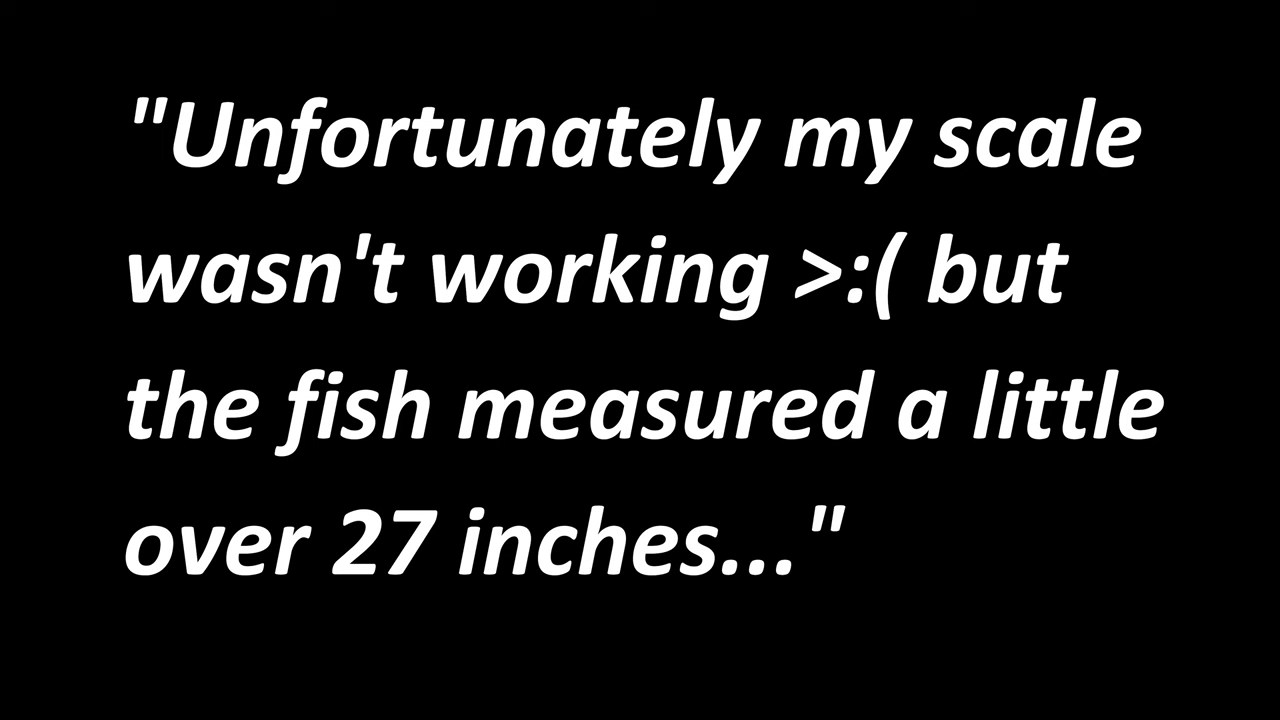 "Unfortunately my scale
wasn't working >:( but
the fish measured a little
over 27 inches..."